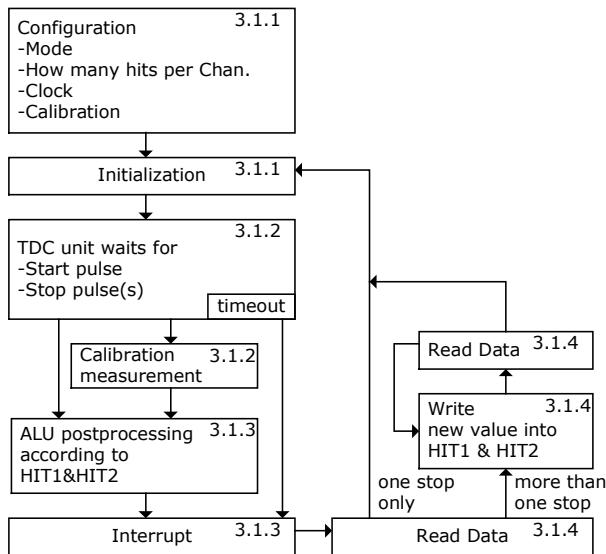 Configuration 3.1.1
-Mode
-How many hits per Chan.
-Clock
-Calibration
Initialization 3.1.1
3.1.2
TDC unit waits for
-Start pulse
-Stop pulse(s)
timeout
Calibration 3.1.2
measurement
ALU postprocessing 3.1.3
according to
HIT1&HIT2
Interrupt 3.1.3
Read Data 3.1.4
Write 3.1.4
new value into
HIT1 & HIT2
one stop
only
more than
one stop
Read Data 3.1.4